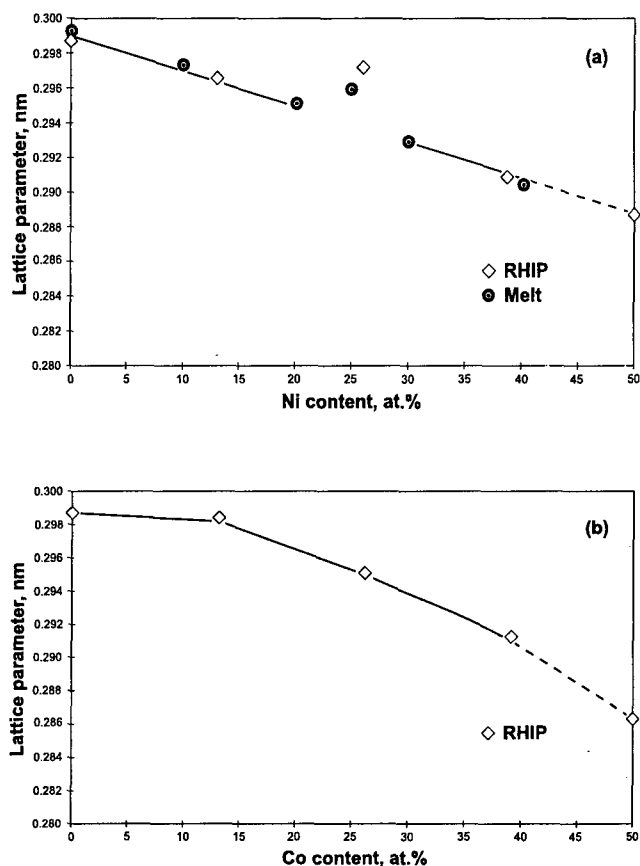 0.300
0.298
0.296
0.294
0.292
0.290
0.288
0.286
0.284
0.282
0.280
Lattice parameter, nm
(a)
RHIP
Melt
0 5 10 15 20 25 30 35 40 45 50
Ni content, at.%
0.300
0.298
0.296
0.294
0.292
0.290
0.288
0.286
0.284
0.282
0.280
Lattice parameter, nm
(b)
RHIP
0 5 10 15 20 25 30 35 40 45 50
Co content, at.%